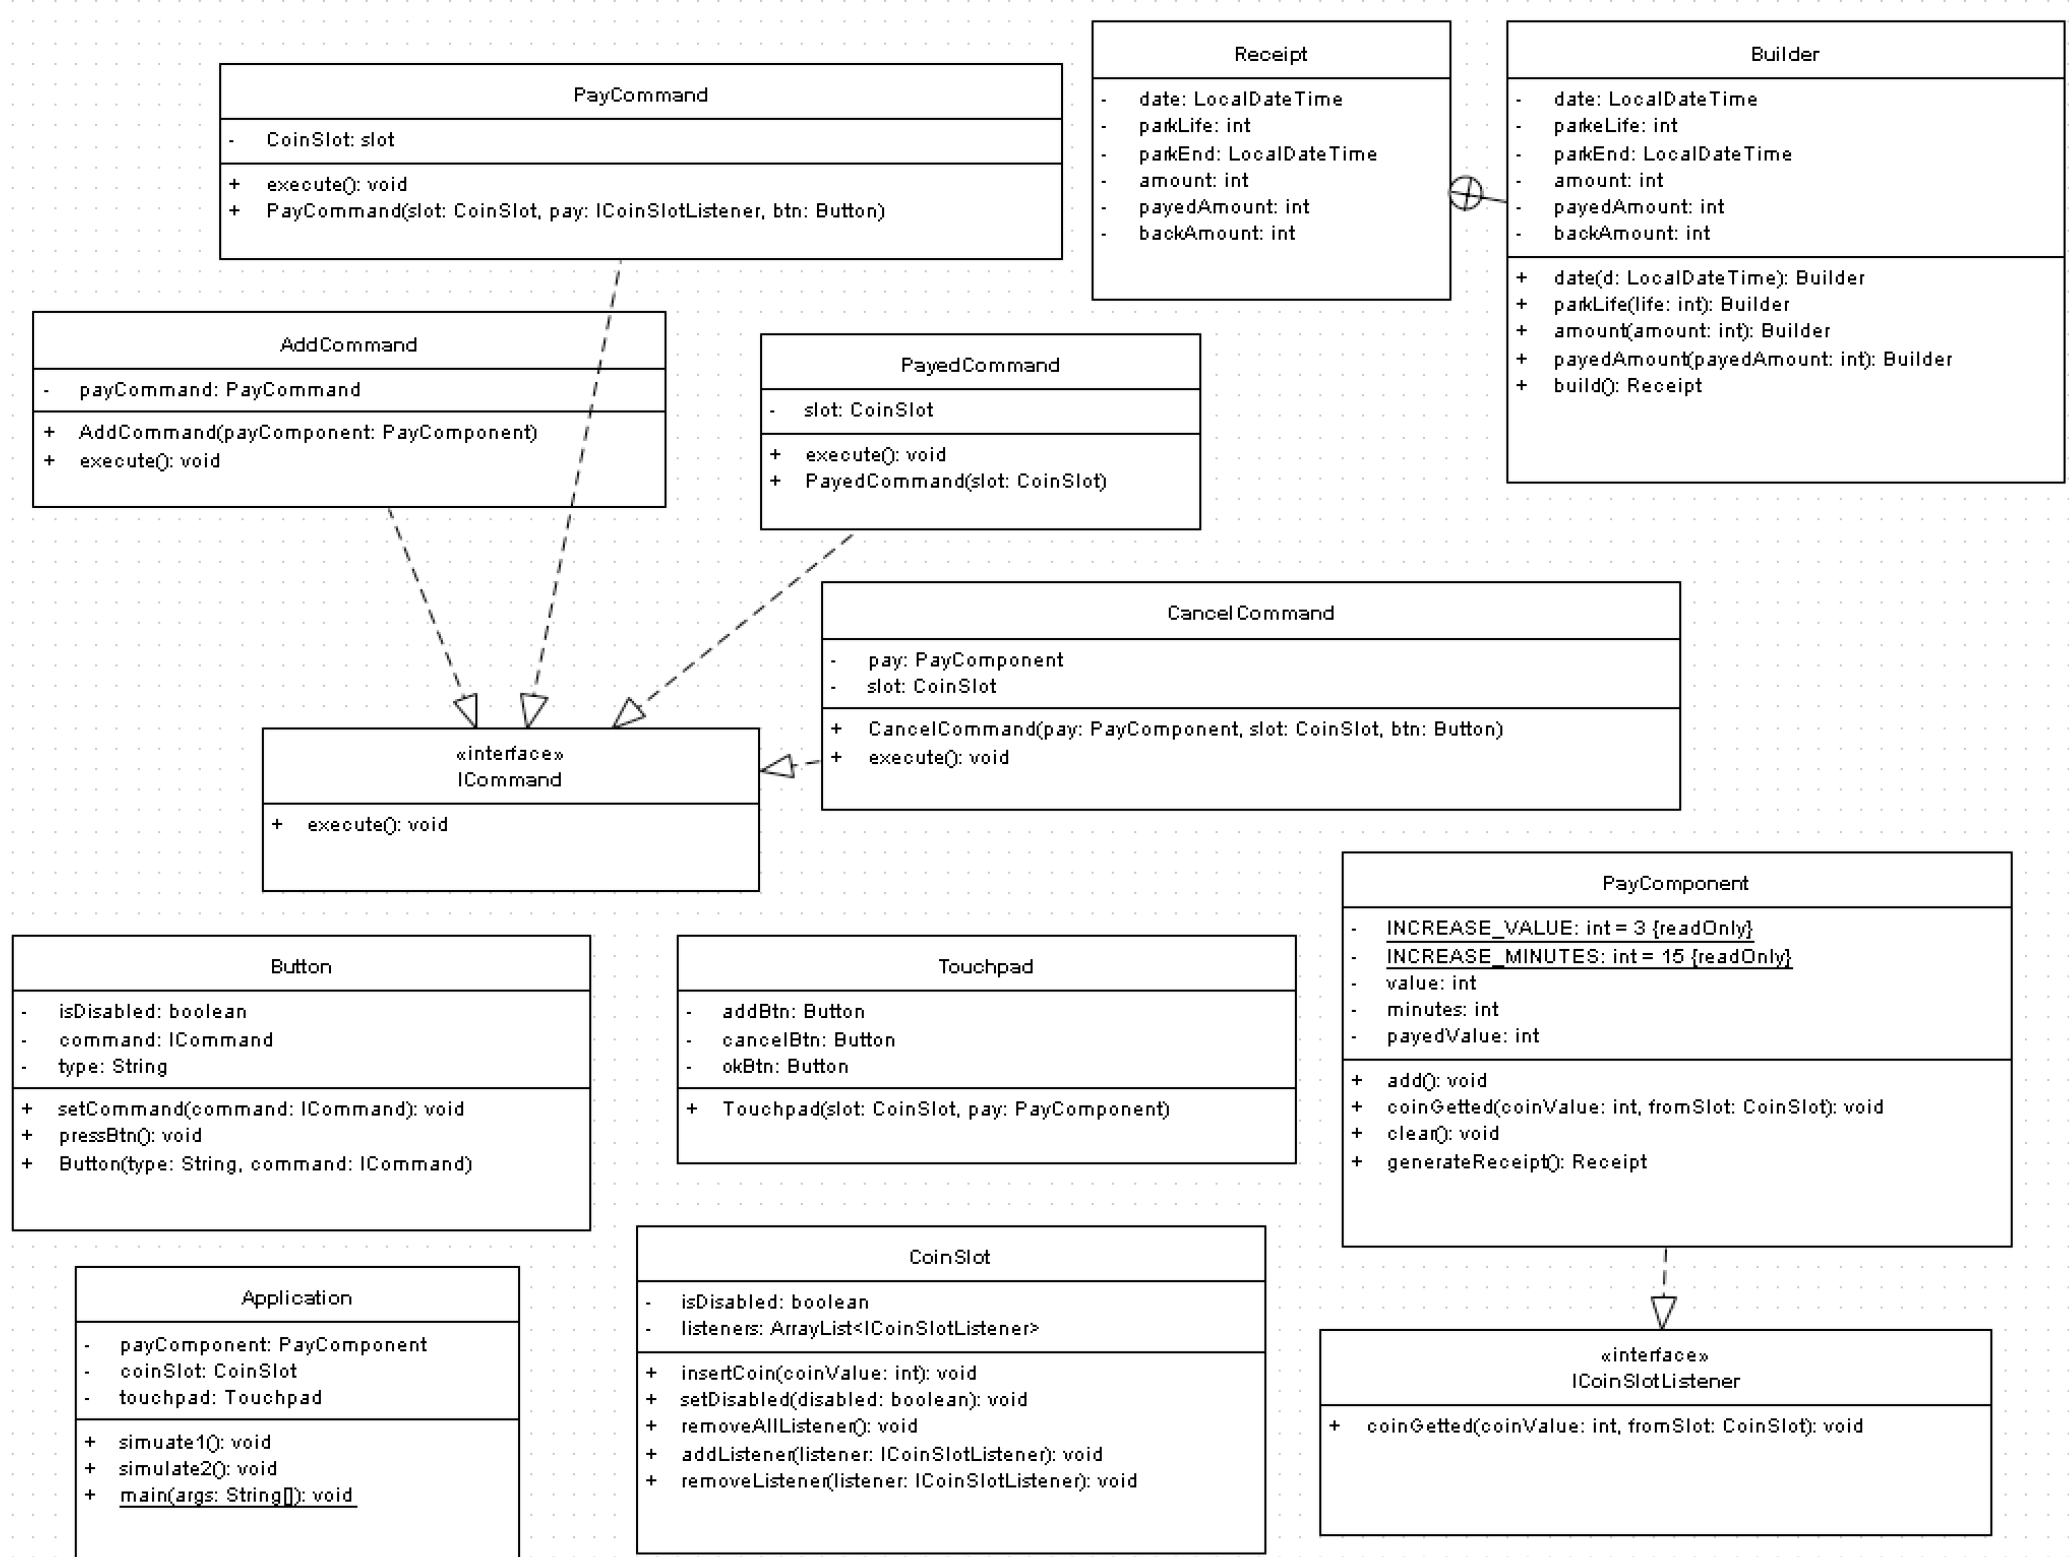 PayCommand
- CoinSlot: slot
+ execute(): void
+ PayCommand(slot: CoinSlot, pay: ICoinSlotListener, btn: Button)
Receipt
- date: LocalDateTime
- parkLife: int
- parkEnd: LocalDateTime
- amount: int
- payedAmount: int
- backAmount: int
Builder
- date: LocalDateTime
- parkeLife: int
- parkEnd: LocalDateTime
- amount: int
- payedAmount: int
- backAmount: int
+ date(d: LocalDateTime): Builder
+ parkLife(life: int): Builder
+ amount(amount: int): Builder
+ payedAmount(payedAmount: int): Builder
+ build(): Receipt
AddCommand
- payCommand: PayCommand
+ AddCommand(payComponent: PayComponent)
+ execute(): void
PayedCommand
- slot: CoinSlot
+ execute(): void
+ PayedCommand(slot: CoinSlot)
CancelCommand
- pay: PayComponent
- slot: CoinSlot
+ CancelCommand(pay: PayComponent, slot: CoinSlot, btn: Button)
+ execute(): void
«interface»
ICommand
+ execute(): void
PayComponent
- INCREASE_VALUE: int = 3 {readOnly}
- INCREASE_MINUTES: int = 15 {readOnly}
- value: int
- minutes: int
- payedValue: int
+ add(): void
+ coinGetted(coinValue: int, fromSlot: CoinSlot): void
+ clear(): void
+ generateReceipt(): Receipt
Button
- isDisabled: boolean
- command: ICommand
- type: String
+ setCommand(command: ICommand): void
+ pressBtn(): void
+ Button(type: String, command: ICommand)
Touchpad
- addBtn: Button
- cancelBtn: Button
- okBtn: Button
+ Touchpad(slot: CoinSlot, pay: PayComponent)
Application
- payComponent: PayComponent
- coinSlot: CoinSlot
- touchpad: Touchpad
+ simuate1(): void
+ simulate2(): void
+ main(args: String[]): void
CoinSlot
- isDisabled: boolean
- listeners: ArrayList<ICoinSlotListener>
+ insertCoin(coinValue: int): void
+ setDisabled(disabled: boolean): void
+ removeAllListener(): void
+ addListener(listener: ICoinSlotListener): void
+ removeListener(listener: ICoinSlotListener): void
«interface»
ICoinSlotListener
+ coinGetted(coinValue: int, fromSlot: CoinSlot): void